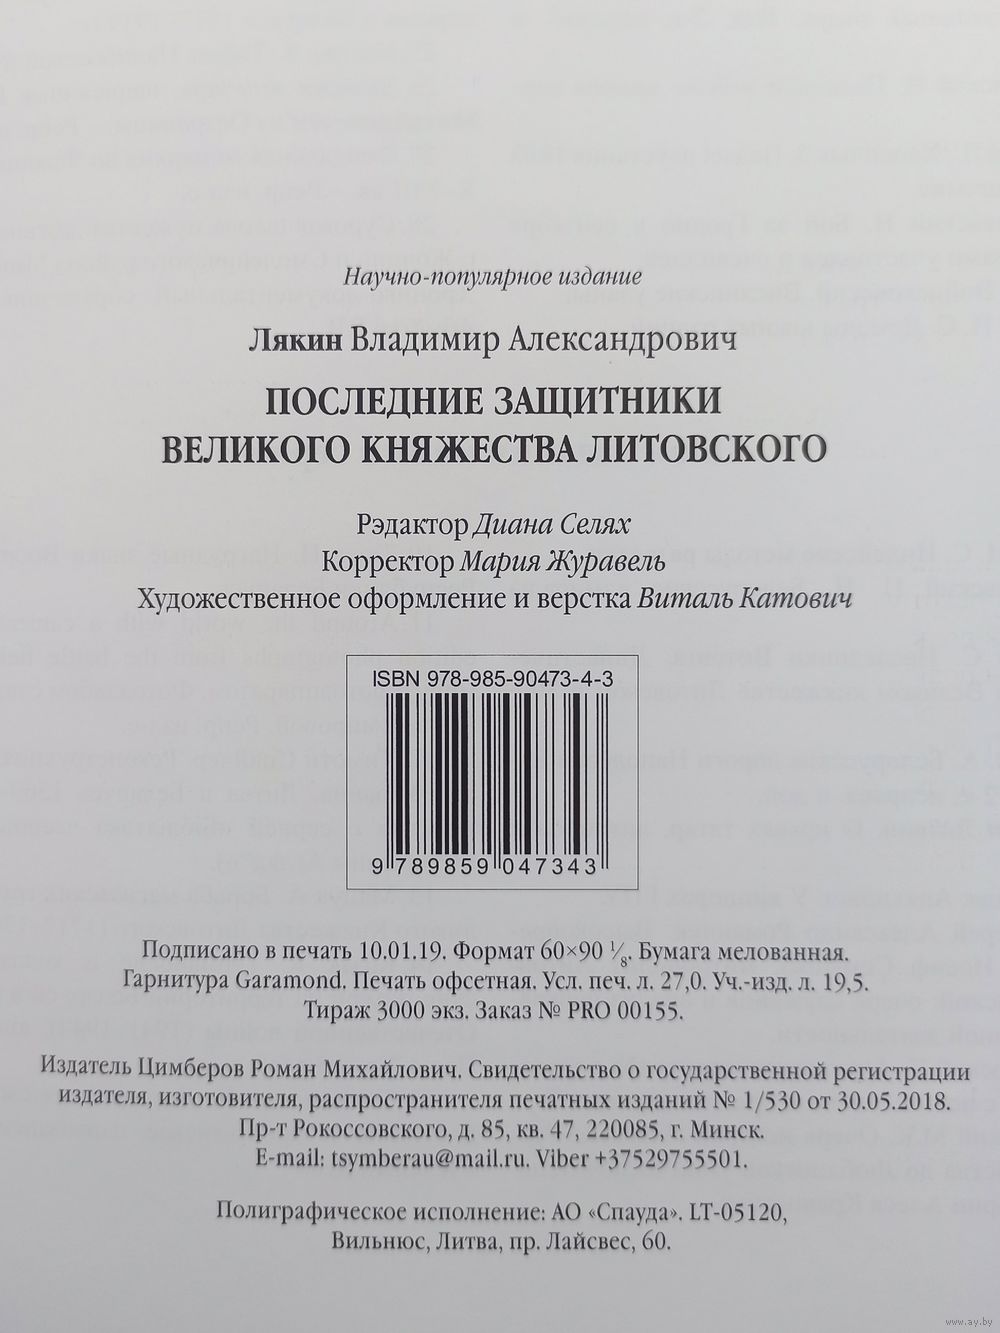 Научно-популярное издание
Лякин Владимир Александрович
ПОСЛЕДНИЕ ЗАЩИТНИКИ
ВЕЛИКОГО КНЯЖЕСТВА ЛИТОВСКОГО
Рэдактор Диана Селях
Корректор Мария Журавель
Художественное оформление и верстка Виталь Катович
ISBN 978-985-90473-4-3
9 789859 047343
Подписано в печать 10.01.19. Формат 60×90 1/8. Бумага мелованная.
Гарнитура Garamond. Печать офсетная. Усл. печ. л. 27,0. Уч.-изд. л. 19,5.
Тираж 3000 экз. Заказ № PRO 00155.
Издатель Цимберов Роман Михайлович. Свидетельство о государственной регистрации
издателя, изготовителя, распространителя печатных изданий № 1/530 от 30.05.2018.
Пр-т Рокоссовского, д. 85, кв. 47, 220085, г. Минск.
E-mail: tsymberau@mail.ru. Viber +37529755501.
Полиграфическое исполнение: АО «Спауда». LT-05120,
Вильнюс, Литва, пр. Лайсвес, 60.
www.ay.by